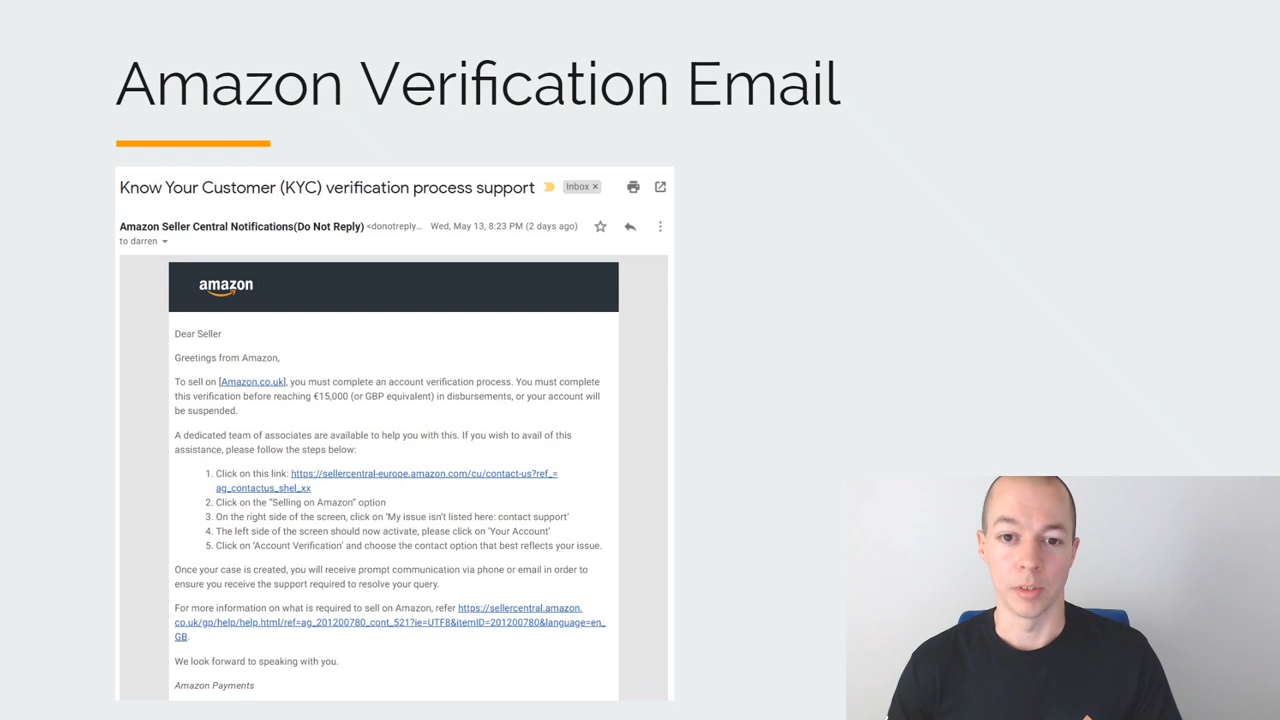 Amazon Verification Email
Know Your Customer (KYC) verification process support
Inbox ×
Amazon Seller Central Notifications(Do Not Reply) <donotreply... Wed, May 13, 8:23 PM (2 days ago)
to darren
amazon
Dear Seller
Greetings from Amazon,
To sell on [Amazon.co.uk], you must complete an account verification process. You must complete
this verification before reaching €15,000 (or GBP equivalent) in disbursements, or your account will
be suspended.
A dedicated team of associates are available to help you with this. If you wish to avail of this
assistance, please follow the steps below:
1. Click on this link: https://sellercentral-europe.amazon.com/cu/contact-us?ref_=
ag_contactus_shel_xx
2. Click on the “Selling on Amazon” option
3. On the right side of the screen, click on ‘My issue isn’t listed here: contact support’
4. The left side of the screen should now activate, please click on ‘Your Account’
5. Click on ‘Account Verification’ and choose the contact option that best reflects your issue.
Once your case is created, you will receive prompt communication via phone or email in order to
ensure you receive the support required to resolve your query.
For more information on what is required to sell on Amazon, refer https://sellercentral.amazon.
co.uk/gp/help/help.html/ref=ag_201200780_cont_521?ie=UTF8&itemID=201200780&language=en_
GB.
We look forward to speaking with you.
Amazon Payments